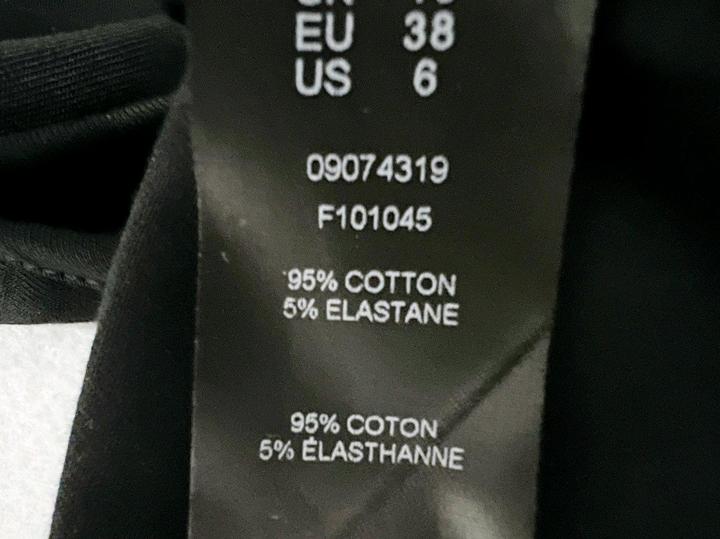 EU 38
US 6
09074319
F101045
95% COTTON
5% ELASTANE
95% COTON
5% ÉLASTHANNE